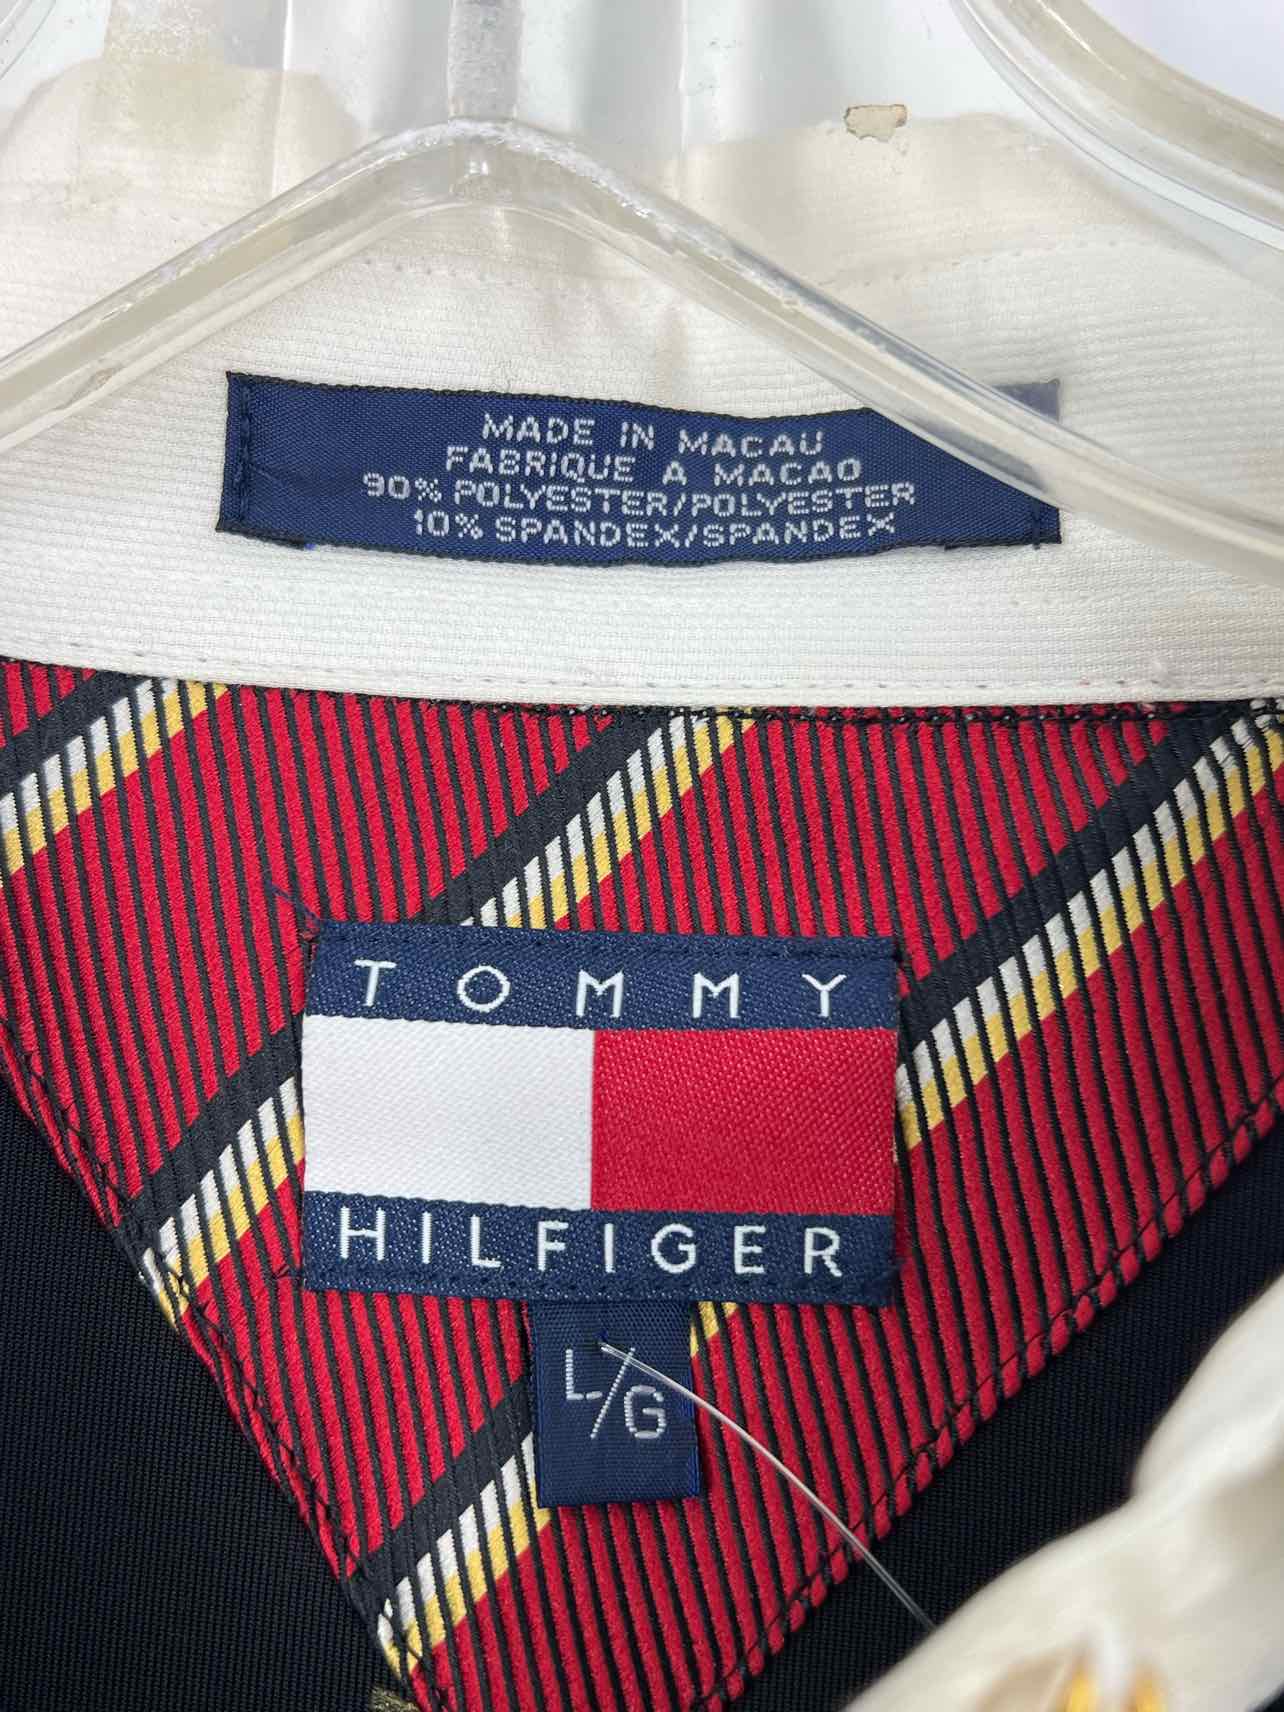 MADE IN MACAU
FABRIQUE A MACAO
90% POLYESTER/POLYESTER
10% SPANDEX/SPANDEX
TOMMY
HILFIGER
L/G